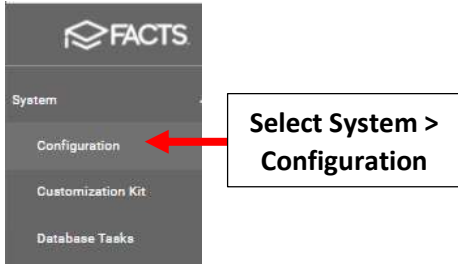 FACTS
System
Configuration
Select System >
Configuration
Customization Kit
Database Tasks